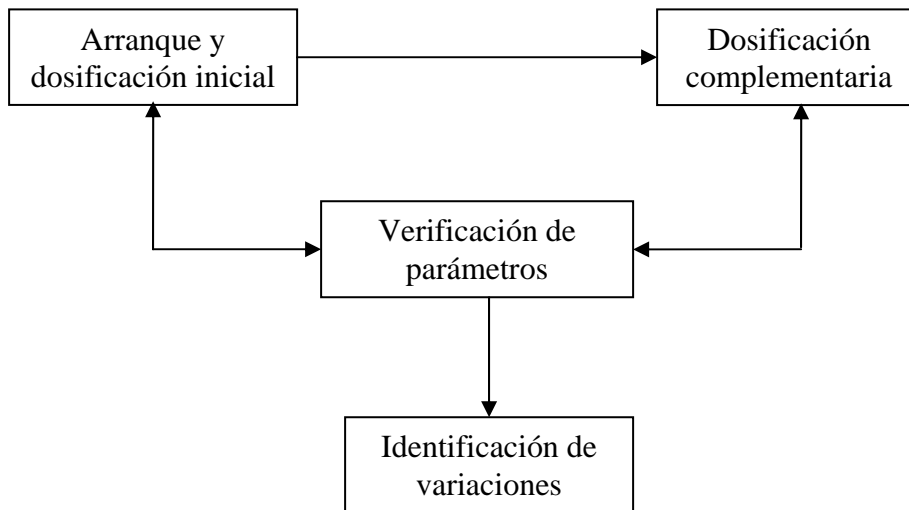 Arranque y
dosificación inicial
Dosificación
complementaria
Verificación de
parámetros
Identificación de
variaciones